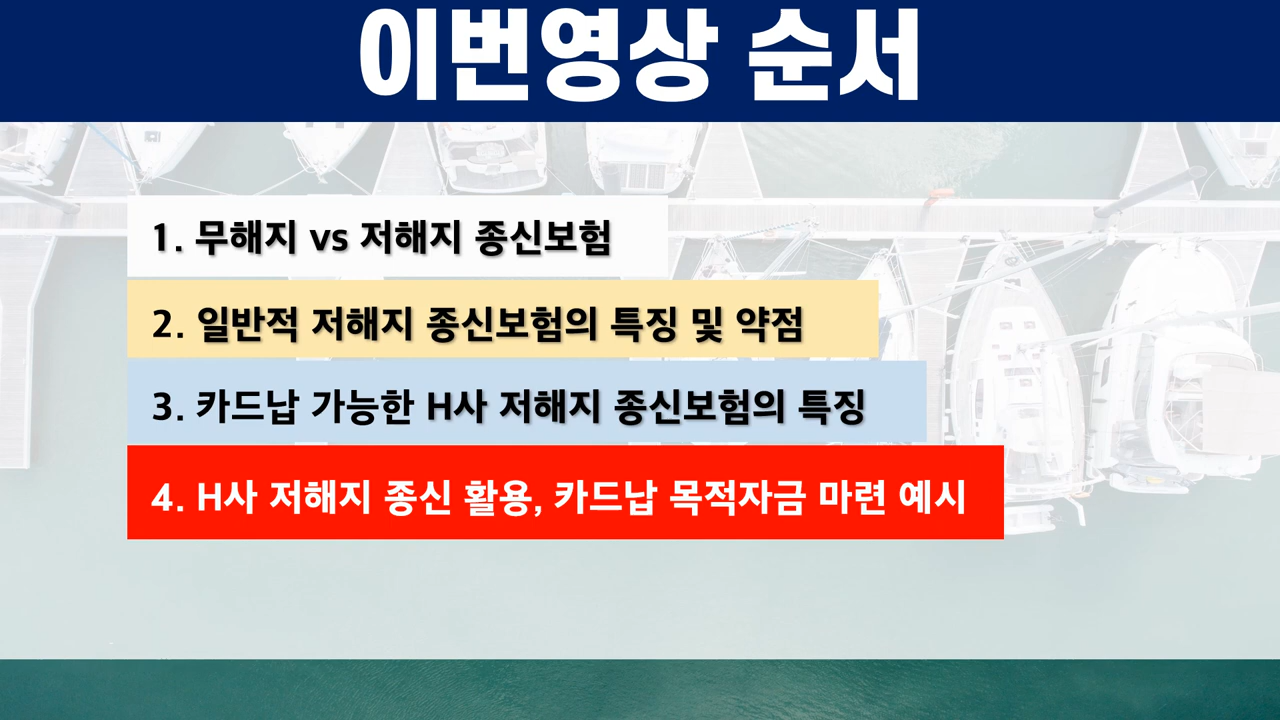 이번영상 순서
1. 무해지 vs 저해지 종신보험
2. 일반적 저해지 종신보험의 특징 및 약점
3. 카드납 가능한 H사 저해지 종신보험의 특징
4. H사 저해지 종신 활용, 카드납 목적자금 마련 예시